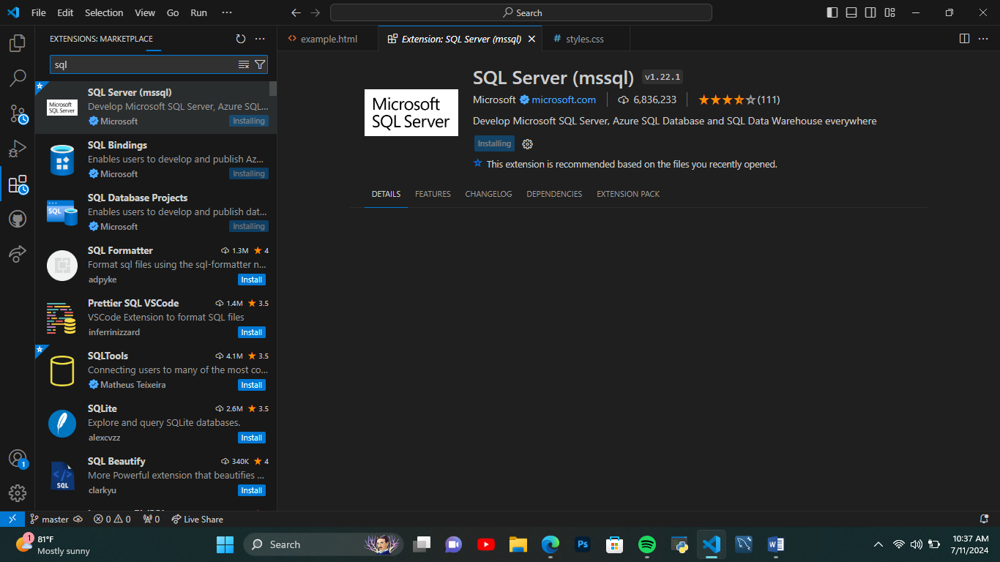 File Edit Selection View Go Run ···
Search
EXTENSIONS: MARKETPLACE
example.html
Extension: SQL Server (mssql)
# styles.css
sql
SQL Server (mssql)
Develop Microsoft SQL Server, Azure SQL...
Microsoft
Installing
Microsoft
SQL Server
SQL Bindings
Enables users to develop and publish Az...
Microsoft
Installing
SQL Database Projects
Enables users to develop and publish dat...
Microsoft
Installing
SQL
SQL Formatter 1.3M 4
Format sql files using the sql-formatter n...
adpyke
Install
Prettier SQL VSCode 1.4M 3.5
VSCode Extension to format SQL files
inferrinizzard
Install
SQLTools 4.1M 3.5
Connecting users to many of the most co...
Matheus Teixeira
Install
SQLite 2.6M 3.5
Explore and query SQLite databases.
alexcvzz
Install
SQL Beautify 340K 4
More Powerful extension that beautifies ...
clarkyu
Install
SQL
Microsoft
SQL Server
SQL Server (mssql) v1.22.1
Microsoft microsoft.com 6,836,233 (111)
Develop Microsoft SQL Server, Azure SQL Database and SQL Data Warehouse everywhere
Installing
This extension is recommended based on the files you recently opened.
DETAILS FEATURES CHANGELOG DEPENDENCIES EXTENSION PACK
1
master 0 0 0 Live Share
1
81°F
Mostly sunny
Search
Ps
W
10:37 AM
7/11/2024